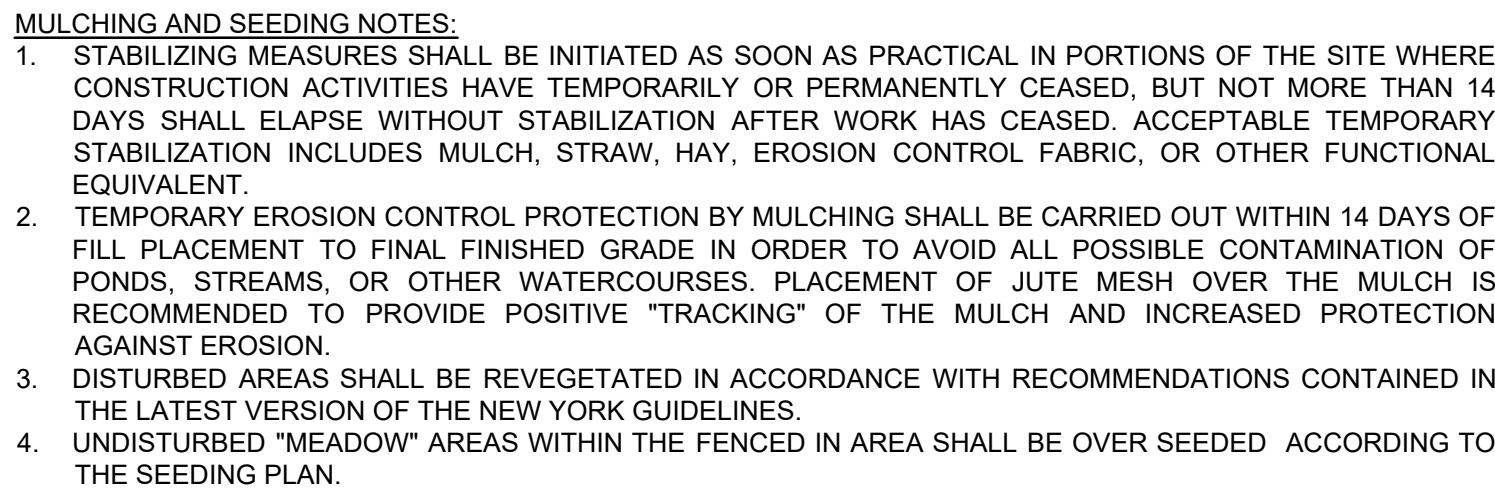 MULCHING AND SEEDING NOTES:
1. STABILIZING MEASURES SHALL BE INITIATED AS SOON AS PRACTICAL IN PORTIONS OF THE SITE WHERE
CONSTRUCTION ACTIVITIES HAVE TEMPORARILY OR PERMANENTLY CEASED, BUT NOT MORE THAN 14
DAYS SHALL ELAPSE WITHOUT STABILIZATION AFTER WORK HAS CEASED. ACCEPTABLE TEMPORARY
STABILIZATION INCLUDES MULCH, STRAW, HAY, EROSION CONTROL FABRIC, OR OTHER FUNCTIONAL
EQUIVALENT.
2. TEMPORARY EROSION CONTROL PROTECTION BY MULCHING SHALL BE CARRIED OUT WITHIN 14 DAYS OF
FILL PLACEMENT TO FINAL FINISHED GRADE IN ORDER TO AVOID ALL POSSIBLE CONTAMINATION OF
PONDS, STREAMS, OR OTHER WATERCOURSES. PLACEMENT OF JUTE MESH OVER THE MULCH IS
RECOMMENDED TO PROVIDE POSITIVE "TRACKING" OF THE MULCH AND INCREASED PROTECTION
AGAINST EROSION.
3. DISTURBED AREAS SHALL BE REVEGETATED IN ACCORDANCE WITH RECOMMENDATIONS CONTAINED IN
THE LATEST VERSION OF THE NEW YORK GUIDELINES.
4. UNDISTURBED "MEADOW" AREAS WITHIN THE FENCED IN AREA SHALL BE OVER SEEDED ACCORDING TO
THE SEEDING PLAN.